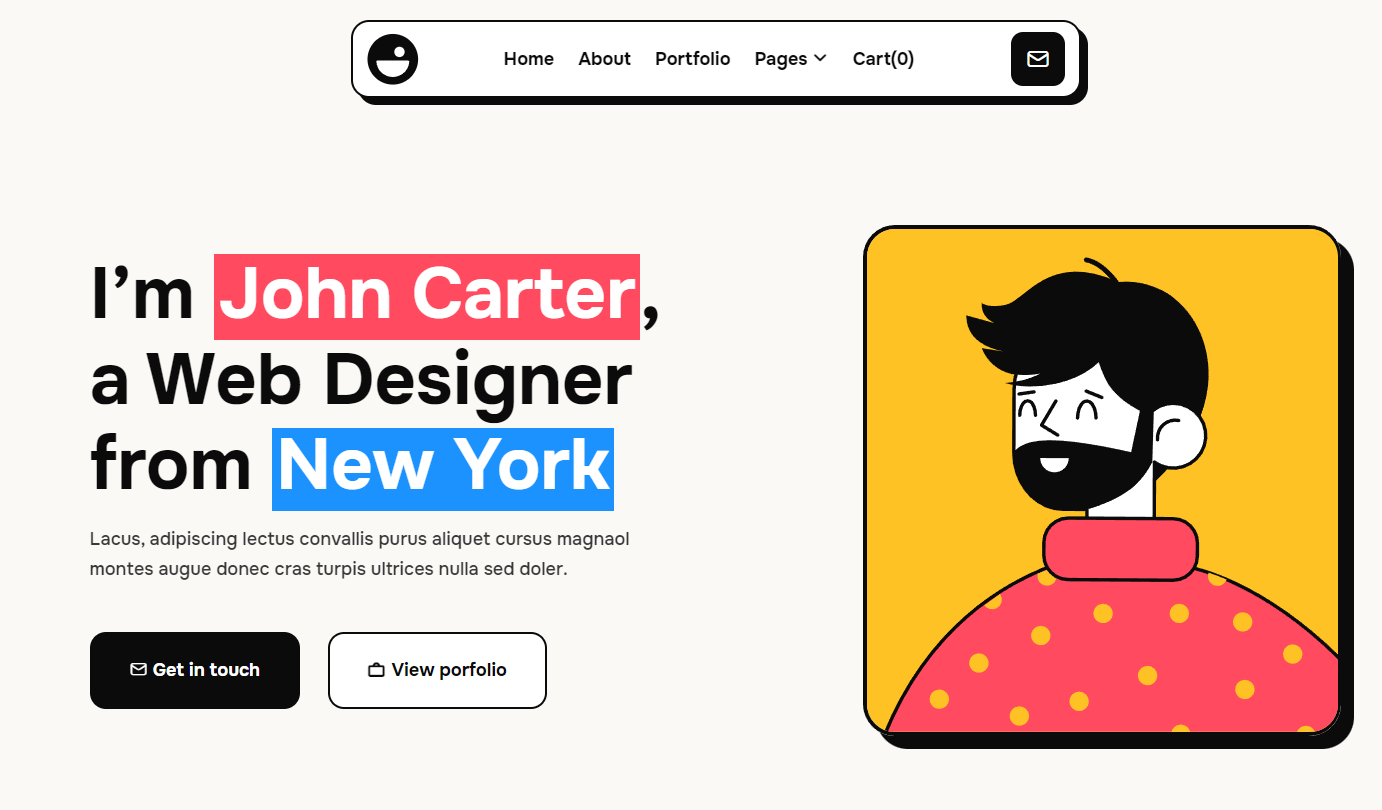 Home About Portfolio Pages Cart(0)
I’m John Carter,
a Web Designer
from New York
Lacus, adipiscing lectus convallis purus aliquet cursus magnaol
montes augue donec cras turpis ultrices nulla sed doler.
Get in touch View porfolio